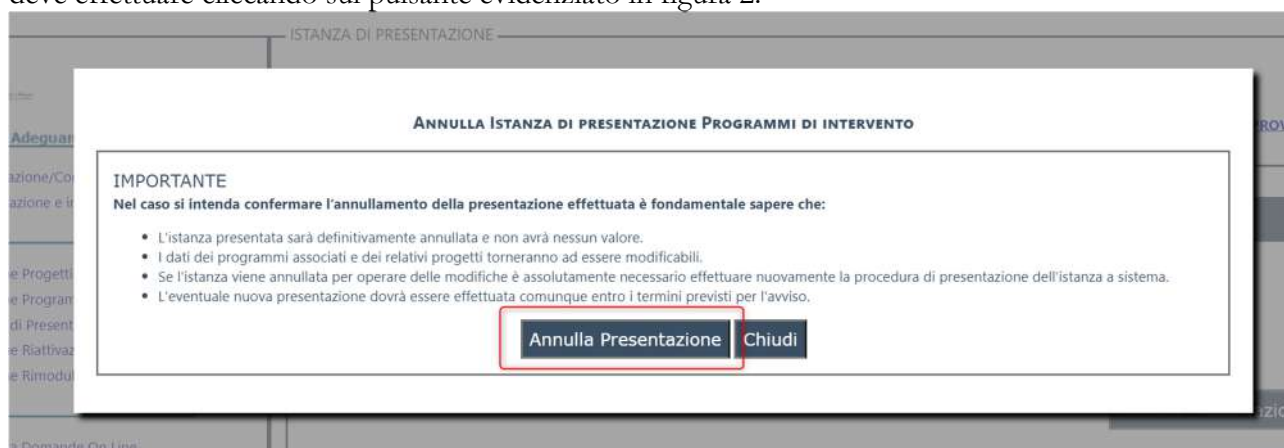 deve effettuare cliccando sul pulsante evidenziato in figura 2.
ISTANZA DI PRESENTAZIONE
Annulla Istanza di presentazione Programmi di intervento
Adeguam
azione/Co
azione e i
IMPORTANTE
Nel caso si intenda confermare l'annullamento della presentazione effettuata è fondamentale sapere che:
• L'istanza presentata sarà definitivamente annullata e non avrà nessun valore.
• I dati dei programmi associati e dei relativi progetti torneranno ad essere modificabili.
• Se l'istanza viene annullata per operare delle modifiche è assolutamente necessario effettuare nuovamente la procedura di presentazione dell'istanza a sistema.
• L'eventuale nuova presentazione dovrà essere effettuata comunque entro i termini previsti per l'avviso.
e Progetti
e Program
di Present
e Riattivaz
e Rimodul
Annulla Presentazione Chiudi
Domande On Line